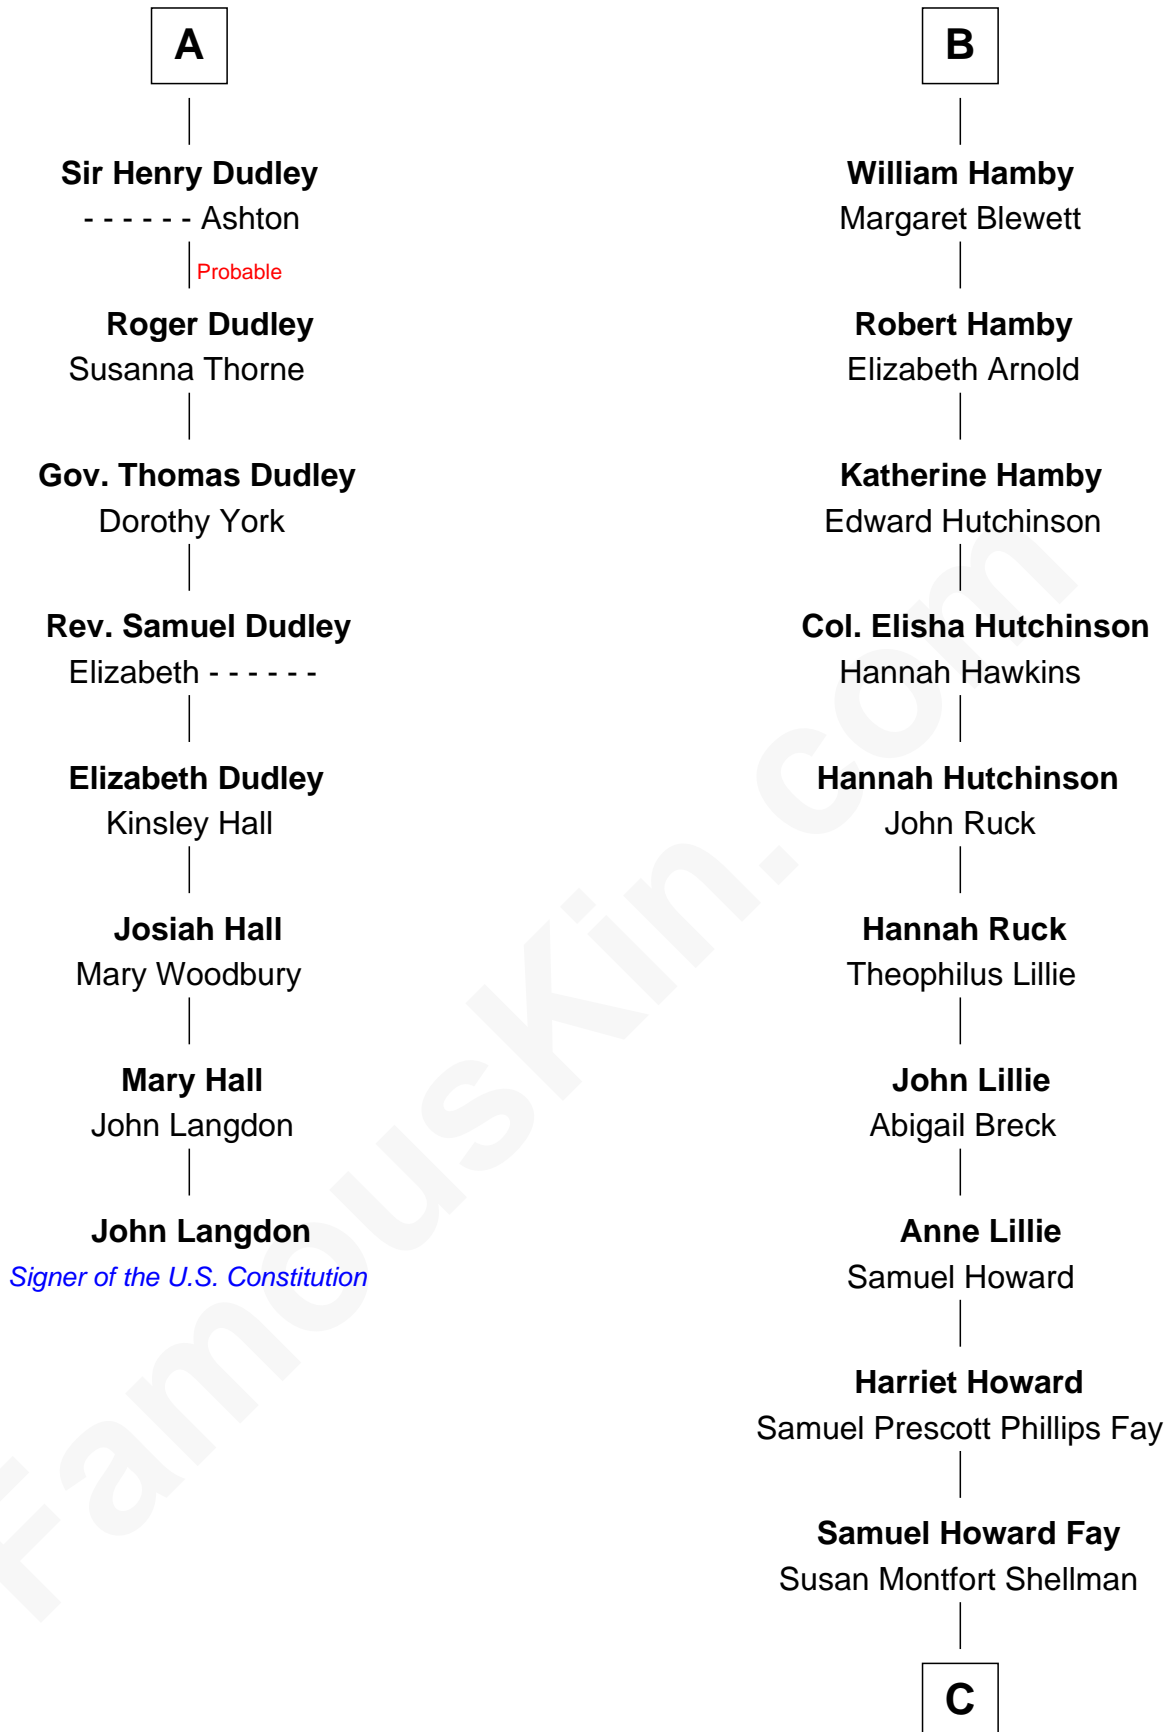 A
Sir Henry Dudley
- - - - - - Ashton
Probable
Roger Dudley
Susanna Thorne
Gov. Thomas Dudley
Dorothy York
Rev. Samuel Dudley
Elizabeth - - - - - -
Elizabeth Dudley
Kinsley Hall
Josiah Hall
Mary Woodbury
Mary Hall
John Langdon
John Langdon
Signer of the U.S. Constitution
B
William Hamby
Margaret Blewett
Robert Hamby
Elizabeth Arnold
Katherine Hamby
Edward Hutchinson
Col. Elisha Hutchinson
Hannah Hawkins
Hannah Hutchinson
John Ruck
Hannah Ruck
Theophilus Lillie
John Lillie
Abigail Breck
Anne Lillie
Samuel Howard
Harriet Howard
Samuel Prescott Phillips Fay
Samuel Howard Fay
Susan Montfort Shellman
C
FamousKin.com